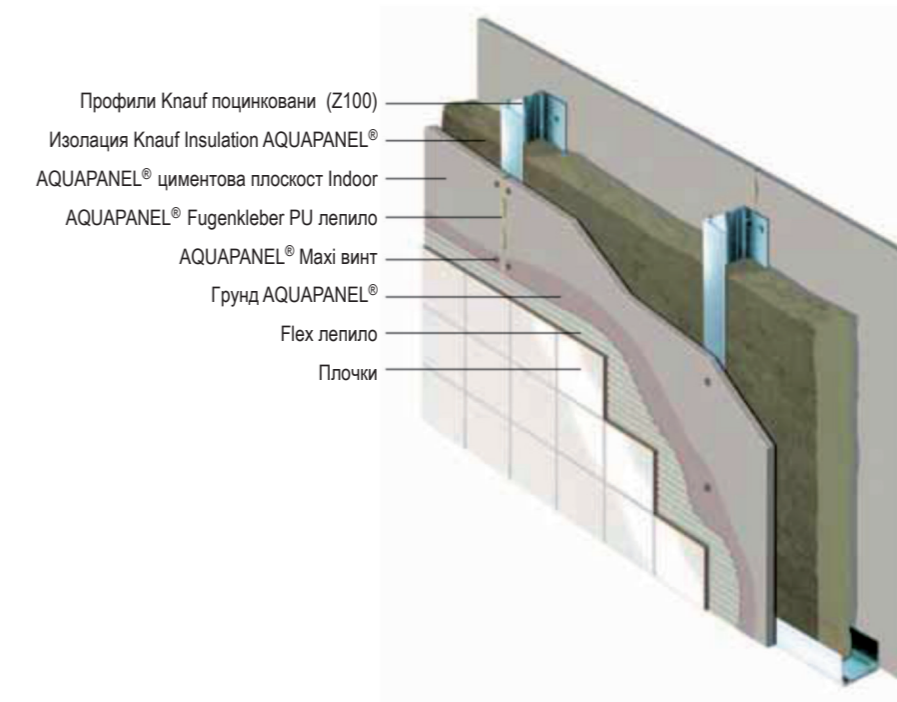 Профили Knauf поцинковани (Z100)
Изолация Knauf Insulation AQUAPANEL®
AQUAPANEL® циментова плоскост Indoor
AQUAPANEL® Fugenkleber PU лепило
AQUAPANEL® Maxi винт
Грунд AQUAPANEL®
Flex лепило
Плочки